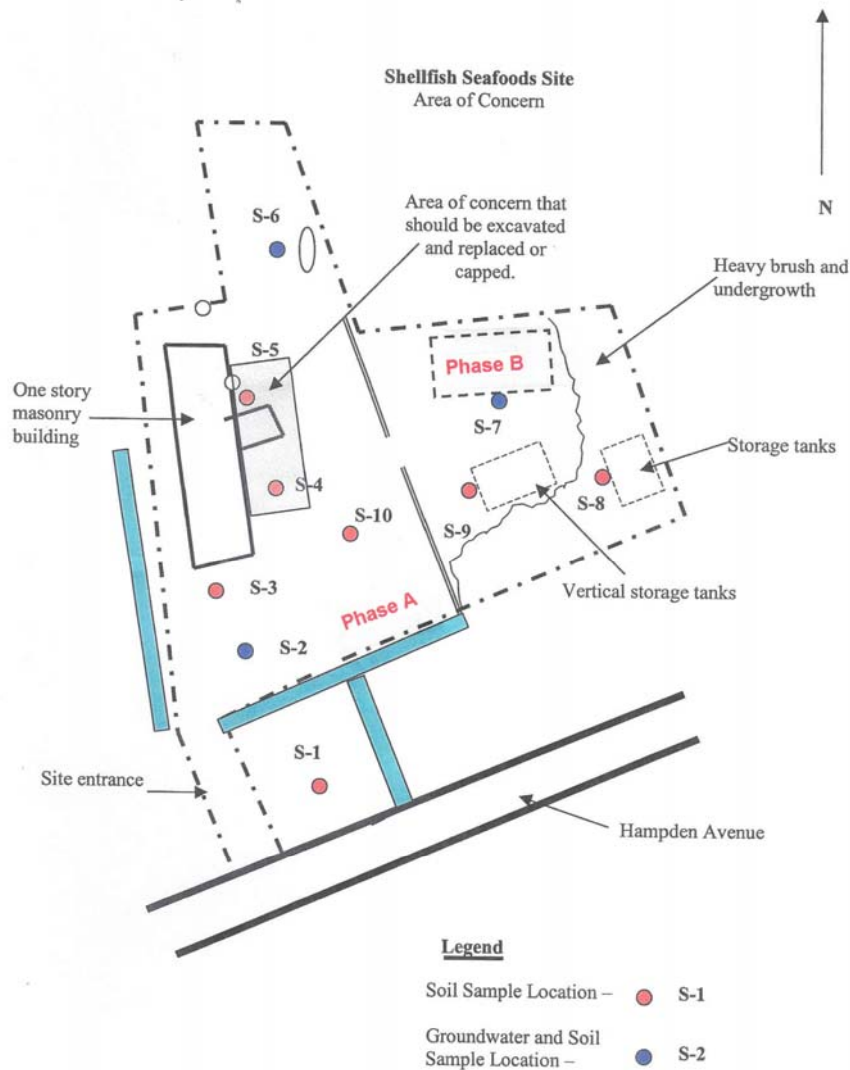 Shellfish Seafoods Site
Area of Concern
N
S-6
Area of concern that
should be excavated
and replaced or
capped.
Heavy brush and
undergrowth
S-5
Phase B
One story
masonry
building
S-7
Storage tanks
S-4
S-8
S-10
S-9
S-3
Vertical storage tanks
Phase A
S-2
S-1
Site entrance
Hampden Avenue
Legend
Soil Sample Location – S-1
Groundwater and Soil
Sample Location – S-2